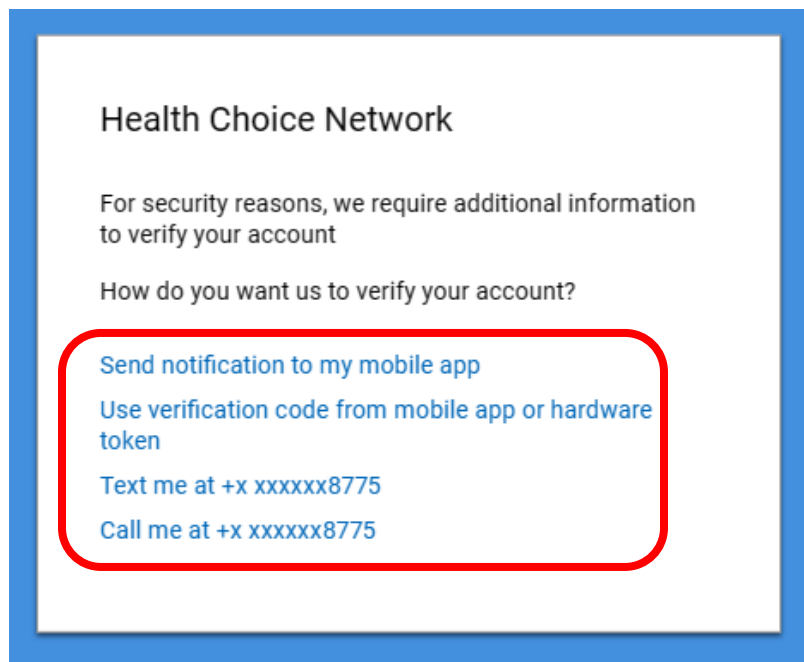 Health Choice Network
For security reasons, we require additional information
to verify your account
How do you want us to verify your account?
Send notification to my mobile app
Use verification code from mobile app or hardware
token
Text me at +x xxxxxx8775
Call me at +x xxxxxx8775